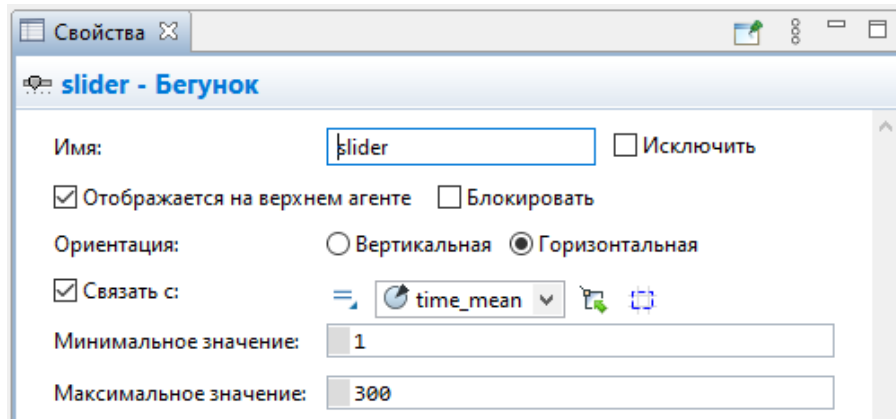 Свойства
slider - Бегунок
Имя: slider Исключить
Отображается на верхнем агенте Блокировать
Ориентация: Вертикальная Горизонтальная
Связать с: time_mean
Минимальное значение: 1
Максимальное значение: 300